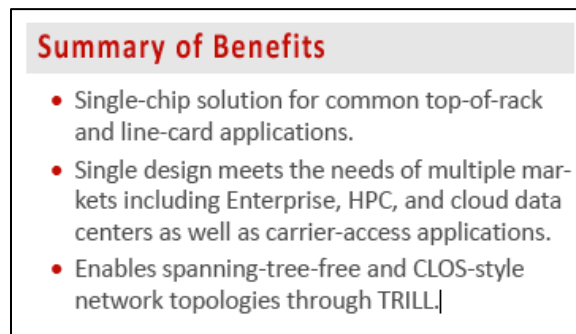 Summary of Benefits
• Single-chip solution for common top-of-rack
and line-card applications.
• Single design meets the needs of multiple mar-
kets including Enterprise, HPC, and cloud data
centers as well as carrier-access applications.
• Enables spanning-tree-free and CLOS-style
network topologies through TRILL.